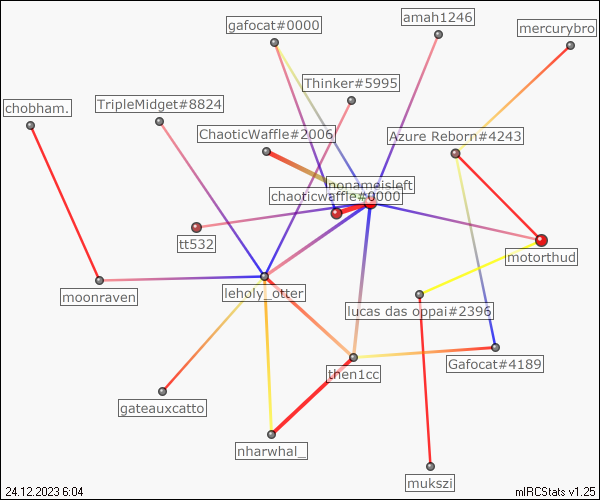 amah1246
gafocat#0000
mercurybro
Thinker#5995
chobham.
TripleMidget#8824
ChaoticWaffle#2006
Azure Reborn#4243
nonameisleft
chaoticwaffle#0000
tt532
motorthud
leholy_otter
moonraven
lucas das oppai#2396
Gafocat#4189
then1cc
gateauxcatto
nharwhal_
mukszi
24.12.2023 6:04
mIRCStats v1.25